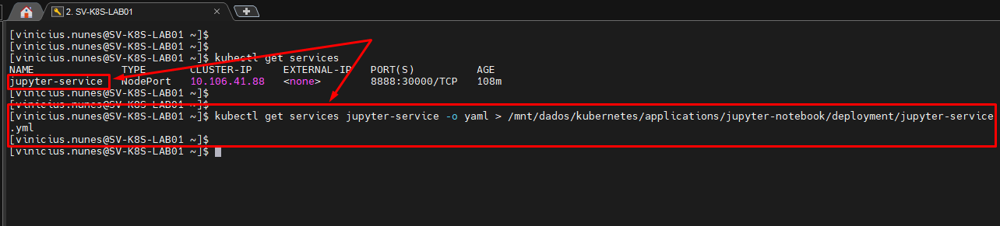 2. SV-K8S-LAB01
[vinicius.nunes@SV-K8S-LAB01 ~]$
[vinicius.nunes@SV-K8S-LAB01 ~]$
[vinicius.nunes@SV-K8S-LAB01 ~]$ kubectl get services
NAME TYPE CLUSTER-IP EXTERNAL-IP PORT(S) AGE
jupyter-service NodePort 10.106.41.88 <none> 8888:30000/TCP 108m
[vinicius.nunes@SV-K8S-LAB01 ~]$
[vinicius.nunes@SV-K8S-LAB01 ~]$
[vinicius.nunes@SV-K8S-LAB01 ~]$ kubectl get services jupyter-service -o yaml > /mnt/dados/kubernetes/applications/jupyter-notebook/deployment/jupyter-service
.yml
[vinicius.nunes@SV-K8S-LAB01 ~]$
[vinicius.nunes@SV-K8S-LAB01 ~]$